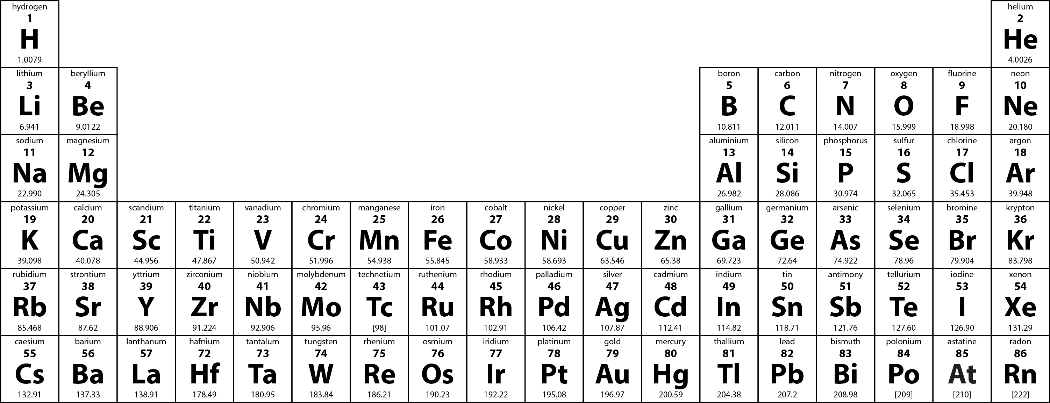 hydrogen helium
1 2
H He
1.0079 4.0026
lithium beryllium boron carbon nitrogen oxygen fluorine neon
3 4 5 6 7 8 9 10
Li Be B C N O F Ne
6.941 9.0122 10.811 12.011 14.007 15.999 18.998 20.180
sodium magnesium aluminium silicon phosphorus sulfur chlorine argon
11 12 13 14 15 16 17 18
Na Mg Al Si P S Cl Ar
22.990 24.305 26.982 28.086 30.974 32.065 35.453 39.948
potassium calcium scandium titanium vanadium chromium manganese iron cobalt nickel copper zinc gallium germanium arsenic selenium bromine krypton
19 20 21 22 23 24 25 26 27 28 29 30 31 32 33 34 35 36
K Ca Sc Ti V Cr Mn Fe Co Ni Cu Zn Ga Ge As Se Br Kr
39.098 40.078 44.956 47.867 50.942 51.996 54.938 55.845 58.933 58.693 63.546 65.38 69.723 72.64 74.922 78.96 79.904 83.798
rubidium strontium yttrium zirconium niobium molybdenum technetium ruthenium rhodium palladium silver cadmium indium tin antimony tellurium iodine xenon
37 38 39 40 41 42 43 44 45 46 47 48 49 50 51 52 53 54
Rb Sr Y Zr Nb Mo Tc Ru Rh Pd Ag Cd In Sn Sb Te I Xe
85.468 87.62 88.906 91.224 92.906 95.96 [98] 101.07 102.91 106.42 107.87 112.41 114.82 118.71 121.76 127.60 126.90 131.29
caesium barium lanthanum hafnium tantalum tungsten rhenium osmium iridium platinum gold mercury thallium lead bismuth polonium astatine radon
55 56 57 72 73 74 75 76 77 78 79 80 81 82 83 84 85 86
Cs Ba La Hf Ta W Re Os Ir Pt Au Hg Tl Pb Bi Po At Rn
132.91 137.33 138.91 178.49 180.95 183.84 186.21 190.23 192.22 195.08 196.97 200.59 204.38 207.2 208.98 [209] [210] [222]